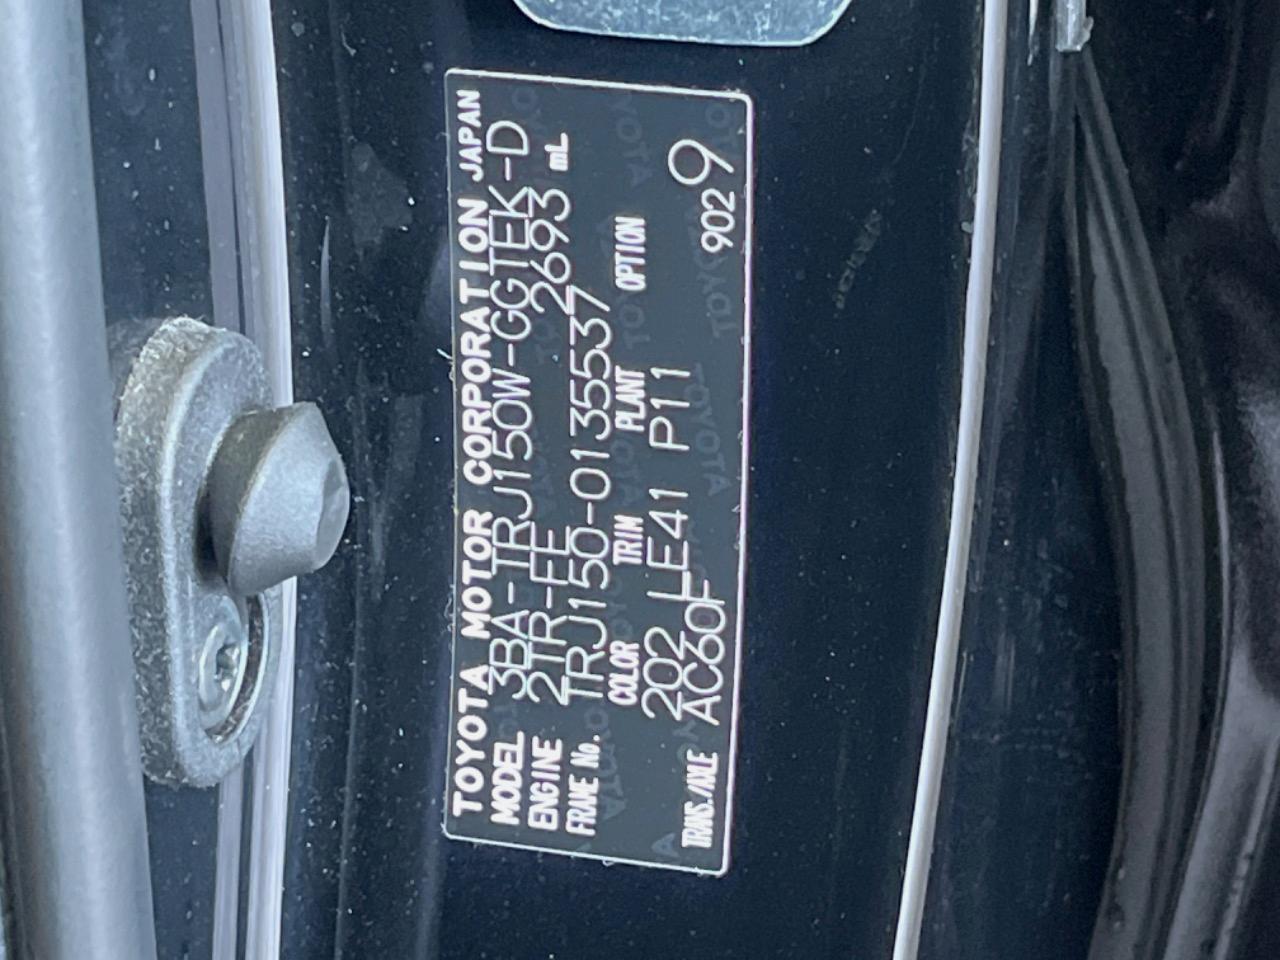 TOYOTA MOTOR CORPORATION JAPAN
MODEL 3BA-TRJ150W-GGTEK-D
ENGINE 2TR-FE 2693 mL
FRAME No. TRJ150-0135537
COLOR TRIM PLANT OPTION
202 LE41 P11
TRANS./AXLE AC60F 9029